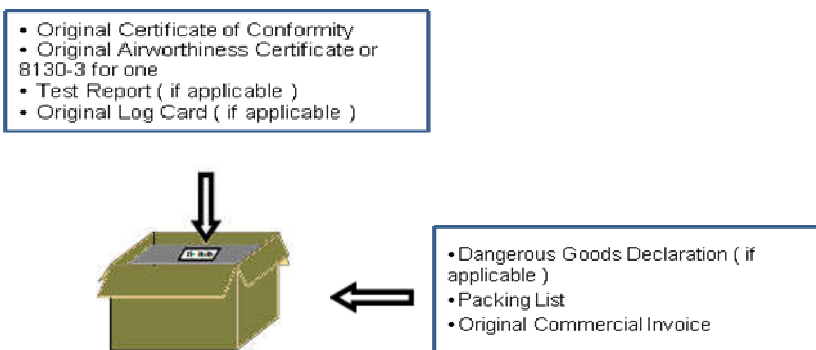 • Original Certificate of Conformity
• Original Airworthiness Certificate or
8130-3 for one
• Test Report ( if applicable )
• Original Log Card ( if applicable )
• Dangerous Goods Declaration ( if
applicable )
• Packing List
• Original Commercial Invoice